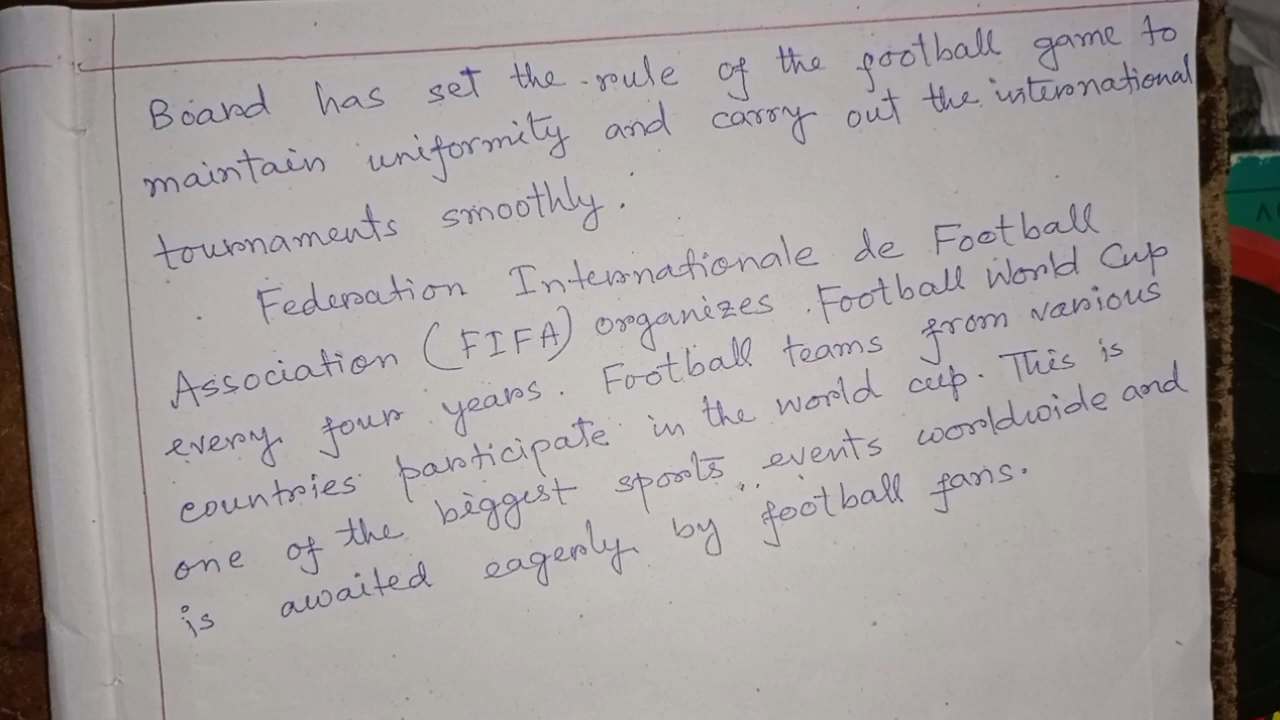 Board has set the rule of the football game to
maintain uniformity and carry out the international
tournaments smoothly.
Federation Internationale de Football
Association (FIFA) organizes Football World Cup
every four years. Football teams from various
countries participate in the world cup. This is
one of the biggest sports events worldwide and
is awaited eagerly by football fans.